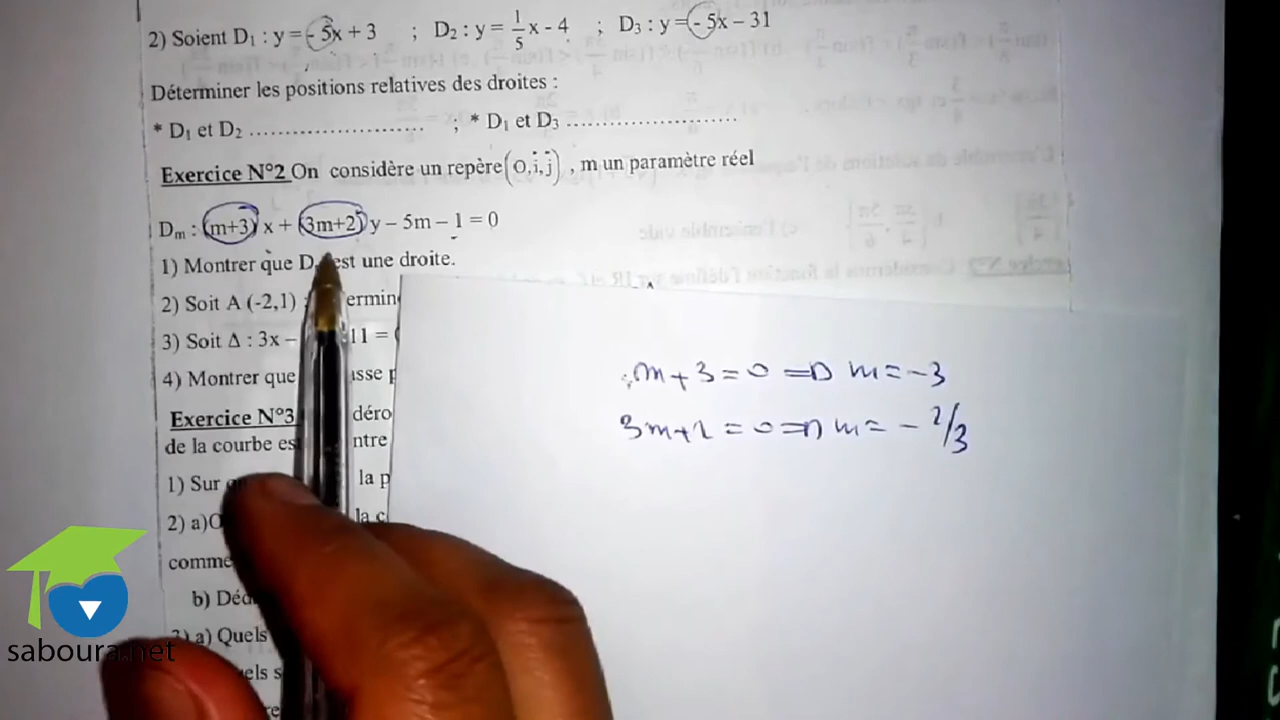 2) Soient D₁ : y = - 5x + 3 ; D₂ : y = 1/5 x - 4 ; D₃ : y = - 5x – 31
Déterminer les positions relatives des droites :
* D₁ et D₂ ........................ ; * D₁ et D₃ ........................
Exercice N°2 On considère un repère (O,i,j) , m un paramètre réel
Dₘ : (m+3) x + (3m+2) y – 5m – 1 = 0
1) Montrer que D est une droite.
2) Soit A (-2,1)
3) Soit Δ : 3x – 11 =
4) Montrer que
Exercice N°3
de la courbe
1) Sur la
2) a)
b)
a) Quels
m + 3 = 0 ⇒ m = - 3
3m + 2 = 0 ⇒ m = - 2/3
saboura.net